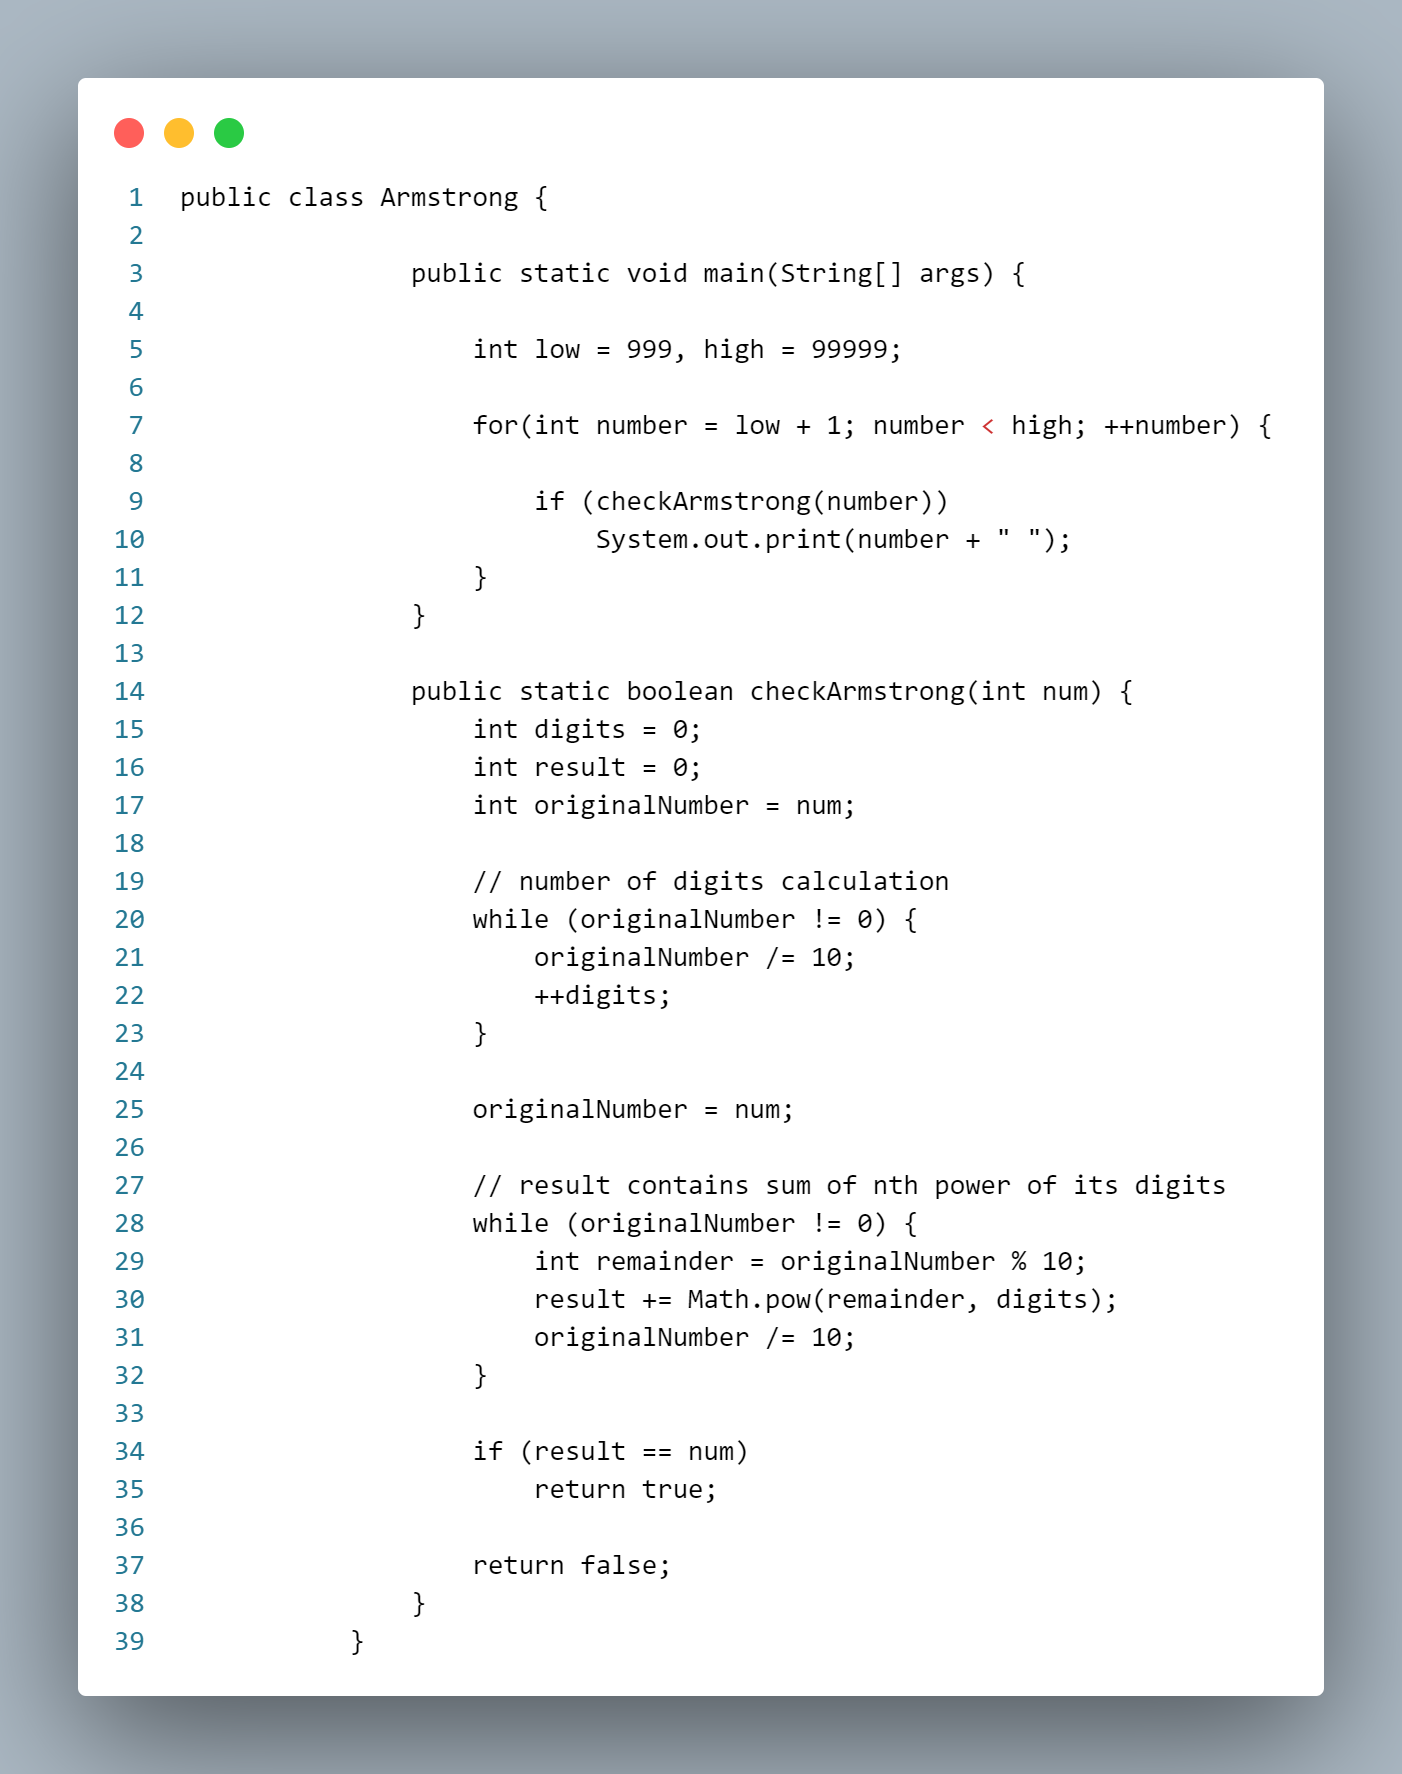 1 public class Armstrong {
2
3 public static void main(String[] args) {
4
5 int low = 999, high = 99999;
6
7 for(int number = low + 1; number < high; ++number) {
8
9 if (checkArmstrong(number))
10 System.out.print(number + " ");
11 }
12 }
13
14 public static boolean checkArmstrong(int num) {
15 int digits = 0;
16 int result = 0;
17 int originalNumber = num;
18
19 // number of digits calculation
20 while (originalNumber != 0) {
21 originalNumber /= 10;
22 ++digits;
23 }
24
25 originalNumber = num;
26
27 // result contains sum of nth power of its digits
28 while (originalNumber != 0) {
29 int remainder = originalNumber % 10;
30 result += Math.pow(remainder, digits);
31 originalNumber /= 10;
32 }
33
34 if (result == num)
35 return true;
36
37 return false;
38 }
39 }